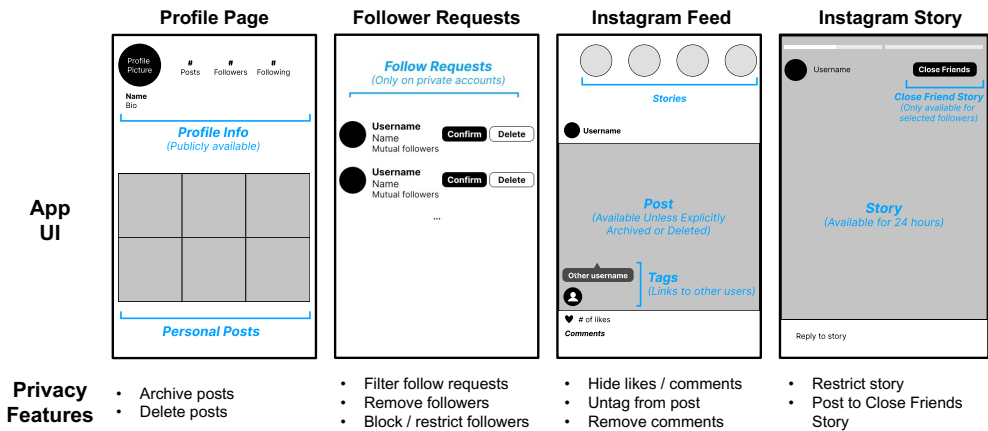 Profile Page
Follower Requests
Instagram Feed
Instagram Story
App
UI
Profile
Picture
#
#
#
Posts
Followers
Following
Name
Bio
Profile Info
(Publicly available)
Personal Posts
Follow Requests
(Only on private accounts)
Username
Name
Mutual followers
Confirm
Delete
Username
Name
Mutual followers
Confirm
Delete
...
Stories
Username
Post
(Available Unless Explicitly
Archived or Deleted)
Other username
Tags
(Links to other users)
# of likes
Comments
Username
Close Friends
Close Friend Story
(Only available for
selected followers)
Story
(Available for 24 hours)
Reply to story
Privacy
Features
• Archive posts
• Delete posts
• Filter follow requests
• Remove followers
• Block / restrict followers
• Hide likes / comments
• Untag from post
• Remove comments
• Restrict story
• Post to Close Friends
Story